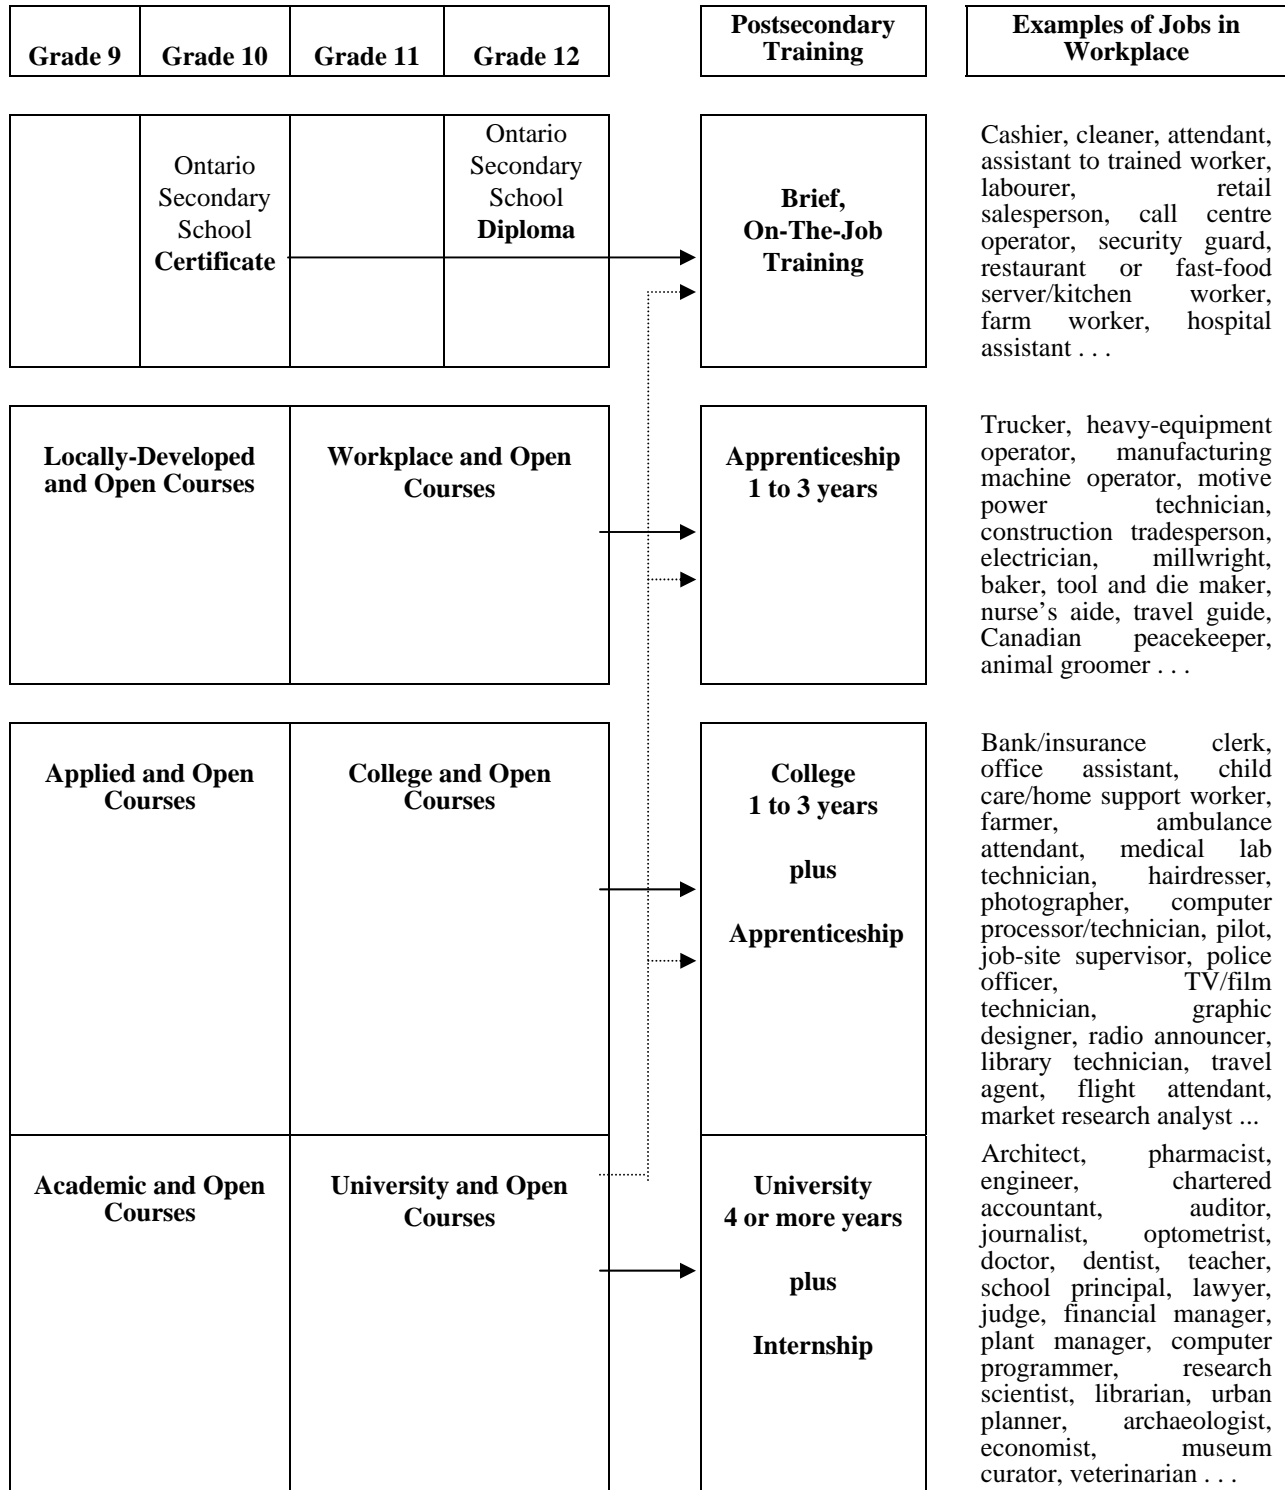 Grade 9 Grade 10 Grade 11 Grade 12
Postsecondary
Training
Examples of Jobs in
Workplace
Ontario
Secondary
School
Certificate
Ontario
Secondary
School
Diploma
Brief,
On-The-Job
Training
Cashier, cleaner, attendant,
assistant to trained worker,
labourer, retail
salesperson, call centre
operator, security guard,
restaurant or fast-food
server/kitchen worker,
farm worker, hospital
assistant . . .
Locally-Developed
and Open Courses
Workplace and Open
Courses
Apprenticeship
1 to 3 years
Trucker, heavy-equipment
operator, manufacturing
machine operator, motive
power technician,
construction tradesperson,
electrician, millwright,
baker, tool and die maker,
nurse’s aide, travel guide,
Canadian peacekeeper,
animal groomer . . .
Applied and Open
Courses
College and Open
Courses
College
1 to 3 years
plus
Apprenticeship
Bank/insurance clerk,
office assistant, child
care/home support worker,
farmer, ambulance
attendant, medical lab
technician, hairdresser,
photographer, computer
processor/technician, pilot,
job-site supervisor, police
officer, TV/film
technician, graphic
designer, radio announcer,
library technician, travel
agent, flight attendant,
market research analyst ...
Academic and Open
Courses
University and Open
Courses
University
4 or more years
plus
Internship
Architect, pharmacist,
engineer, chartered
accountant, auditor,
journalist, optometrist,
doctor, dentist, teacher,
school principal, lawyer,
judge, financial manager,
plant manager, computer
programmer, research
scientist, librarian, urban
planner, archaeologist,
economist, museum
curator, veterinarian . . .